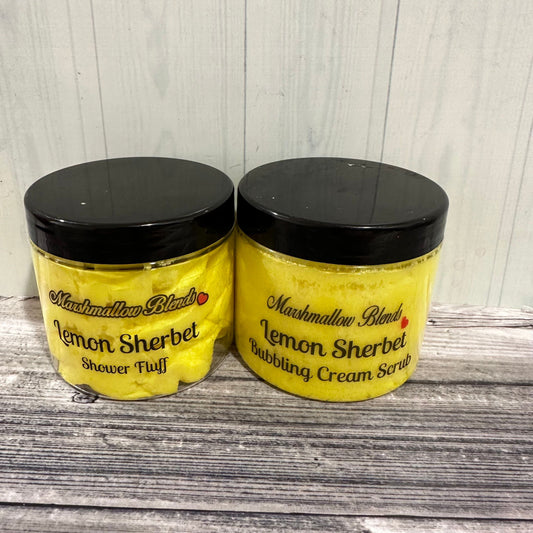 Marshmallow Blends
Lemon Sherbet
Shower Fluff
Marshmallow Blends
Lemon Sherbet
Bubbling Cream Scrub